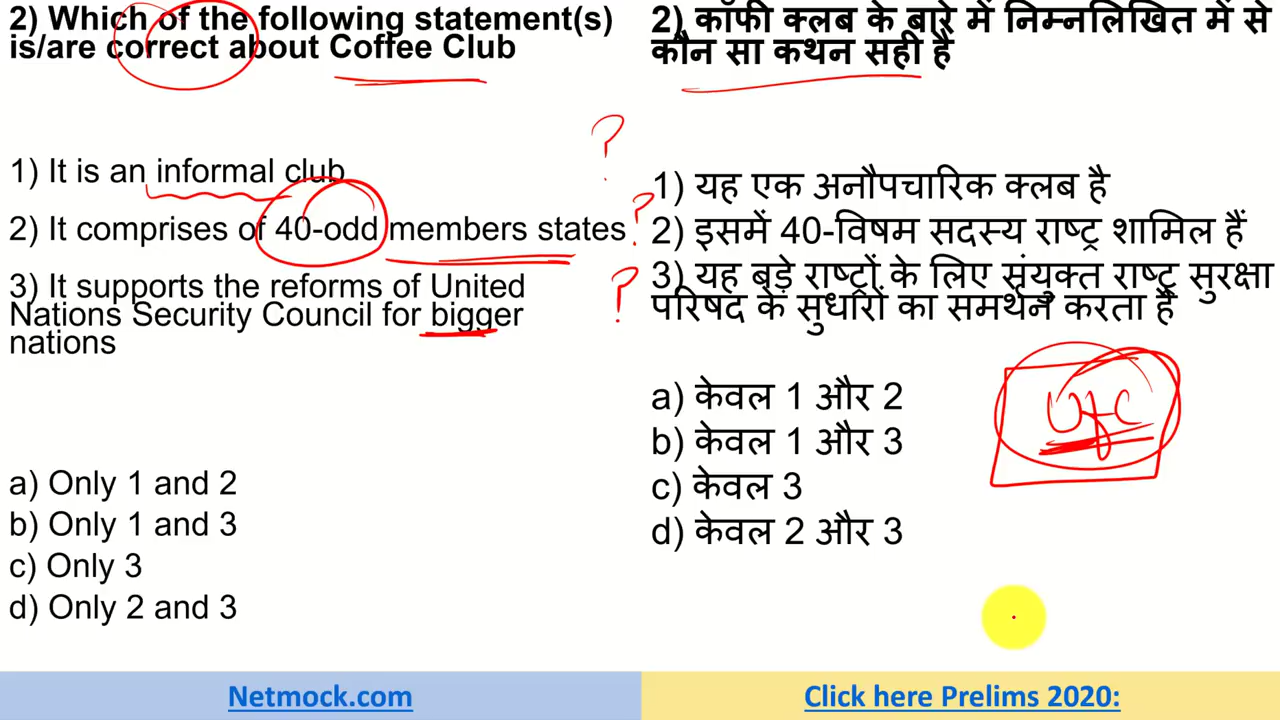 2) Which of the following statement(s)
is/are correct about Coffee Club
1) It is an informal club
2) It comprises of 40-odd members states
3) It supports the reforms of United
Nations Security Council for bigger
nations
a) Only 1 and 2
b) Only 1 and 3
c) Only 3
d) Only 2 and 3
2) कॉफी क्लब के बारे में निम्नलिखित में से
कौन सा कथन सही है
1) यह एक अनौपचारिक क्लब है
2) इसमें 40-विषम सदस्य राष्ट्र शामिल हैं
3) यह बड़े राष्ट्रों के लिए संयुक्त राष्ट्र सुरक्षा
परिषद के सुधारों का समर्थन करता है
a) केवल 1 और 2
b) केवल 1 और 3
c) केवल 3
d) केवल 2 और 3
? 
?
?
UfC
Netmock.com
Click here Prelims 2020: